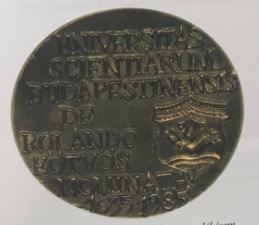 UNIVERSITAS
SCIENTIARUM
BUDAPESTINENSIS
DE
ROLANDO
EÖTVÖS
NOMINATA
1635 1985